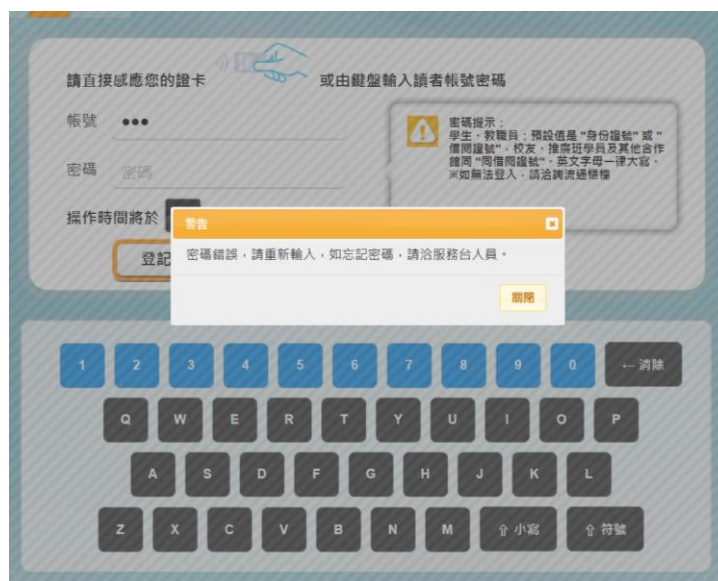 請直接感應您的證卡 或由鍵盤輸入讀者帳號密碼
帳號 •••
密碼提示：
學生、教職員：預設值是 "身份證號" 或 "
借閱證號"、校友、推廣班學員及其他合作
館同 "同借閱證號"，英文字母一律大寫。
※如無法登入，請洽詢流通櫃檯
密碼 密碼
操作時間將於
登記
警告
密碼錯誤，請重新輸入，如忘記密碼，請洽服務台人員。
關閉
1 2 3 4 5 6 7 8 9 0 ←清除
Q W E R T Y U I O P
A S D F G H J K L
Z X C V B N M ⇧ 小寫 ⇧ 符號